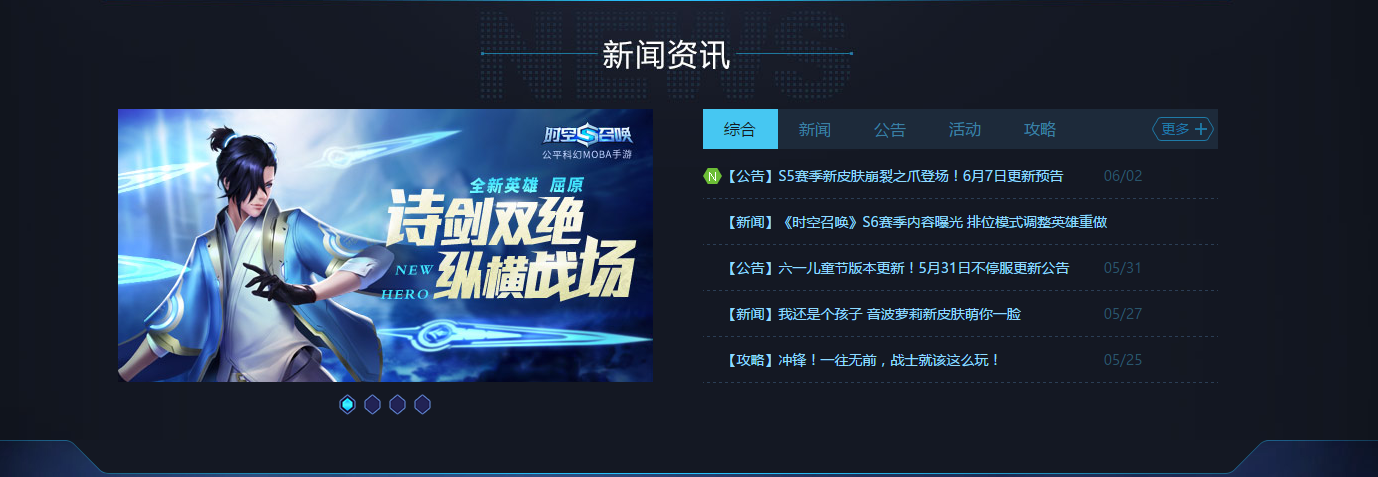 NEWS
新闻资讯
时空召唤
公平科幻MOBA手游
全新英雄 屈原
诗剑双绝
NEW
纵横战场
HERO
综合 新闻 公告 活动 攻略 更多
N 【公告】S5赛季新皮肤崩裂之爪登场！6月7日更新预告 06/02
【新闻】《时空召唤》S6赛季内容曝光 排位模式调整英雄重做
【公告】六一儿童节版本更新！5月31日不停服更新公告 05/31
【新闻】我还是个孩子 音波萝莉新皮肤萌你一脸 05/27
【攻略】冲锋！一往无前，战士就该这么玩！ 05/25